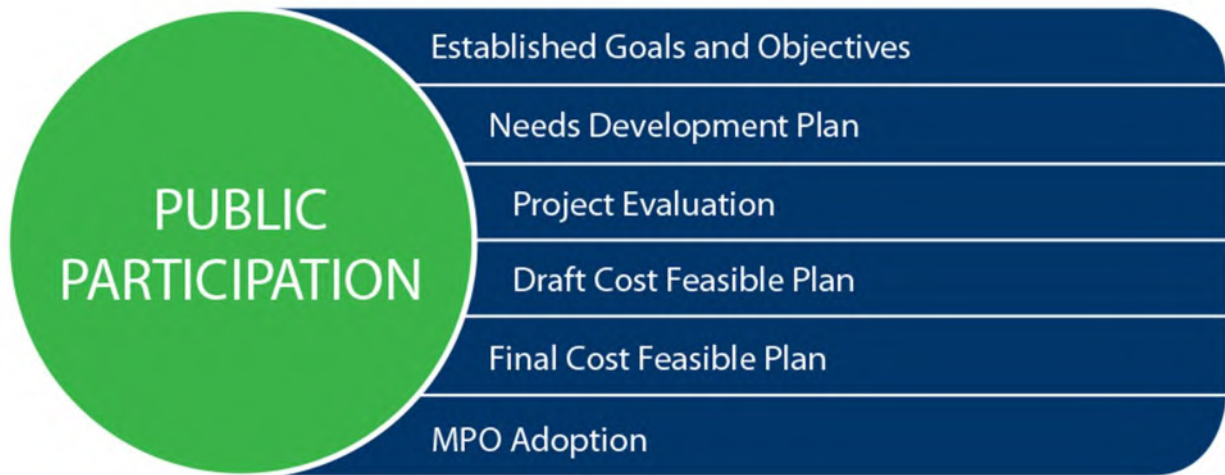 PUBLIC
PARTICIPATION
Established Goals and Objectives
Needs Development Plan
Project Evaluation
Draft Cost Feasible Plan
Final Cost Feasible Plan
MPO Adoption